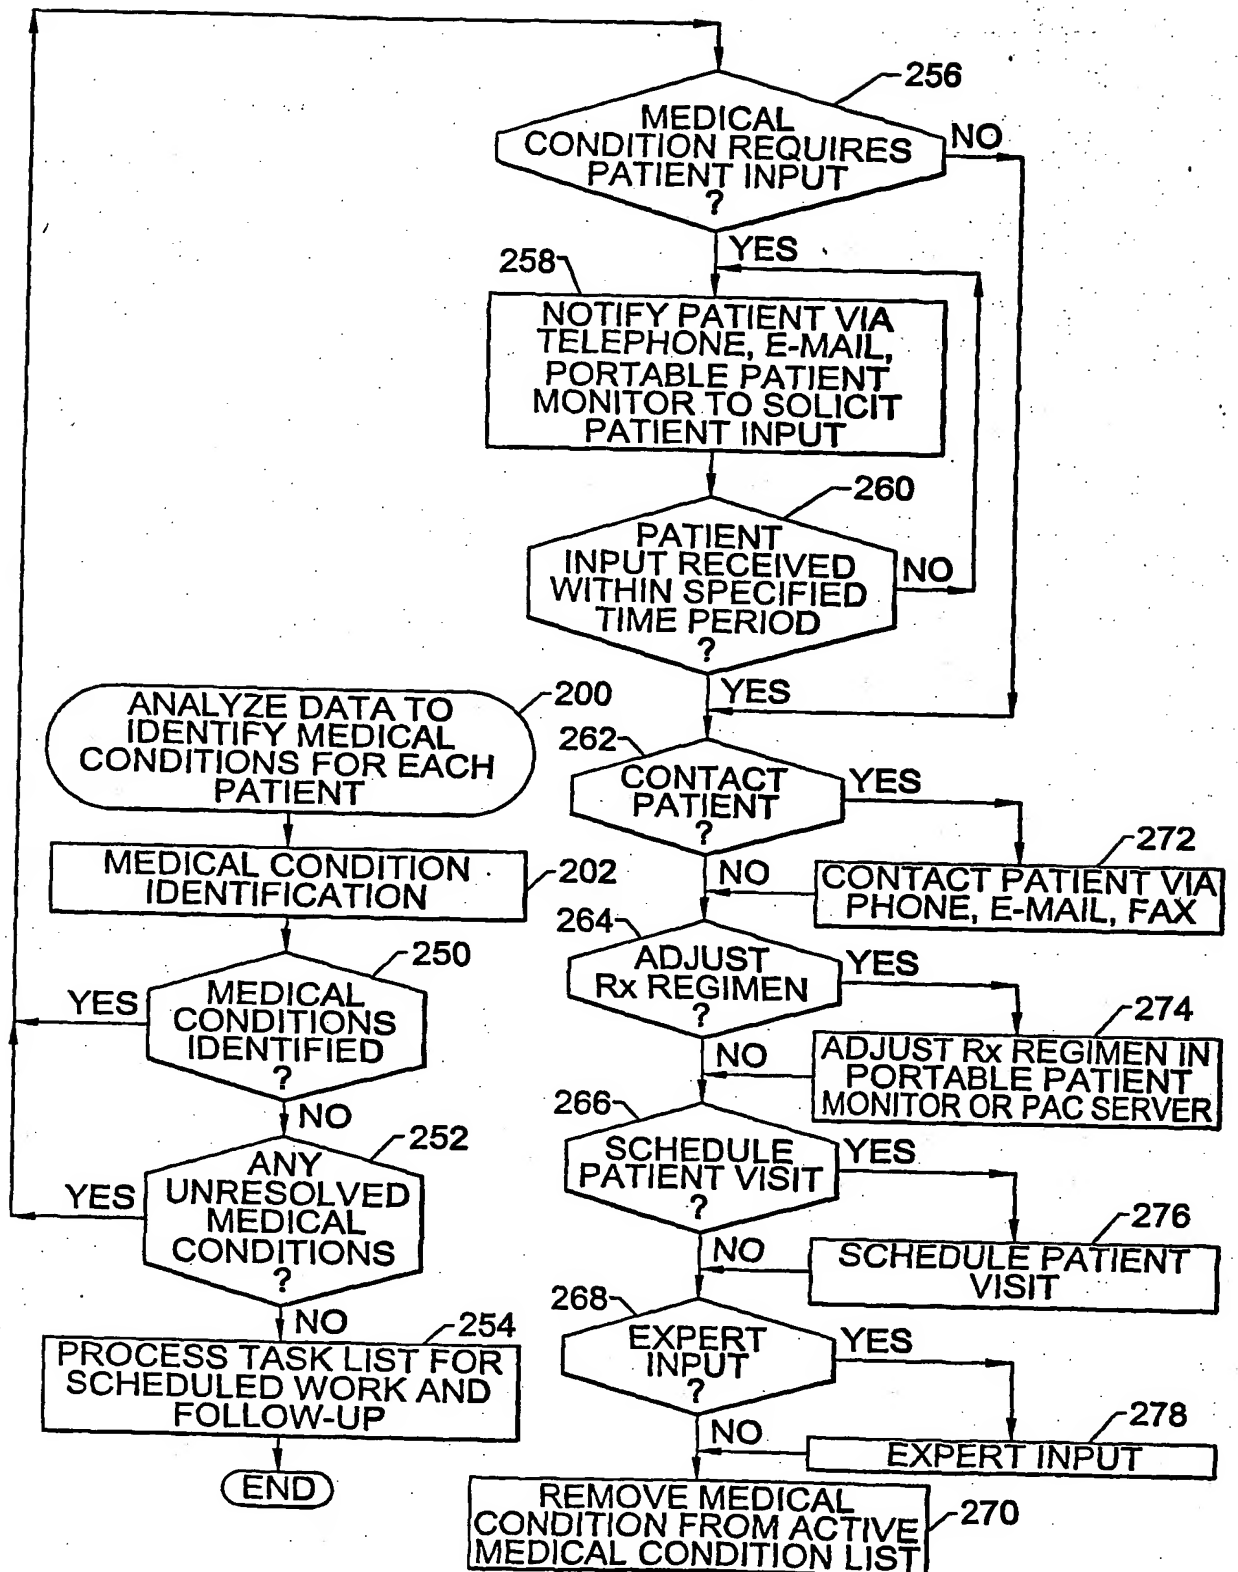 256
MEDICAL
CONDITION REQUIRES
PATIENT INPUT
?
NO
YES
258
NOTIFY PATIENT VIA
TELEPHONE, E-MAIL,
PORTABLE PATIENT
MONITOR TO SOLICIT
PATIENT INPUT
260
PATIENT
INPUT RECEIVED
WITHIN SPECIFIED
TIME PERIOD
?
NO
YES
200
ANALYZE DATA TO
IDENTIFY MEDICAL
CONDITIONS FOR EACH
PATIENT
MEDICAL CONDITION
IDENTIFICATION
202
250
YES
MEDICAL
CONDITIONS
IDENTIFIED
?
NO
252
YES
ANY
UNRESOLVED
MEDICAL
CONDITIONS
?
NO
254
PROCESS TASK LIST FOR
SCHEDULED WORK AND
FOLLOW-UP
END
262
CONTACT
PATIENT
?
YES
272
NO
CONTACT PATIENT VIA
PHONE, E-MAIL, FAX
264
ADJUST
Rx REGIMEN
?
YES
274
NO
ADJUST Rx REGIMEN IN
PORTABLE PATIENT
MONITOR OR PAC SERVER
266
SCHEDULE
PATIENT VISIT
?
YES
276
NO
SCHEDULE PATIENT
VISIT
268
EXPERT
INPUT
?
YES
278
NO
EXPERT INPUT
REMOVE MEDICAL
CONDITION FROM ACTIVE
MEDICAL CONDITION LIST
270